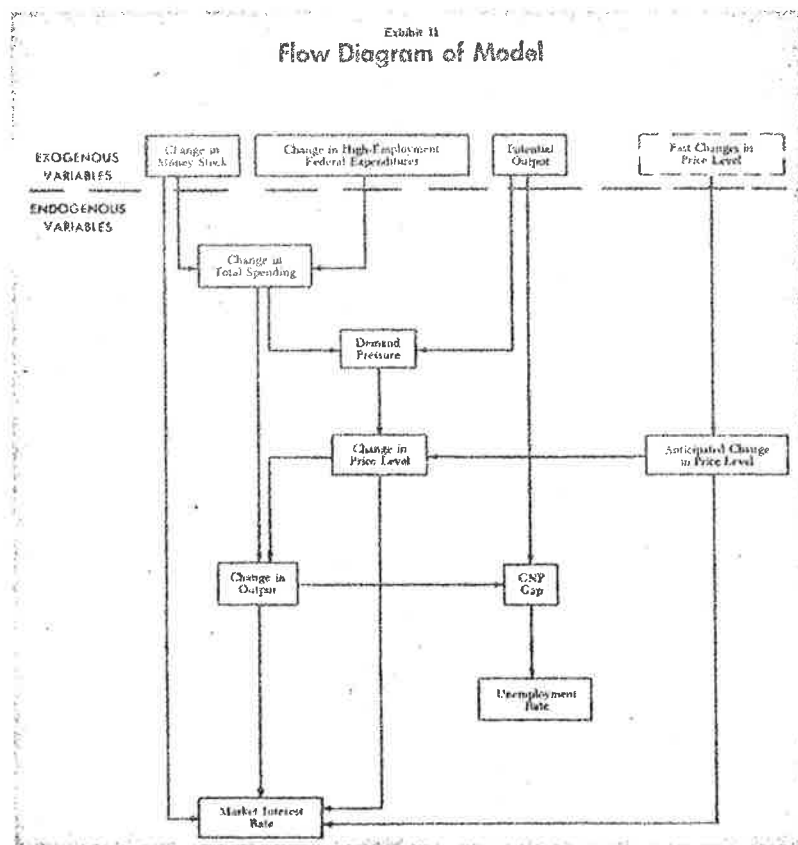 Exhibit II
Flow Diagram of Model
Change in
Money Stock
Change in High-Employment
Federal Expenditures
Potential
Output
Past Changes in
Price Level
EXOGENOUS
VARIABLES
ENDOGENOUS
VARIABLES
Change in
Total Spending
Demand
Pressure
Change in
Price Level
Anticipated Change
in Price Level
Change in
Output
GNP
Gap
Unemployment
Rate
Market Interest
Rate